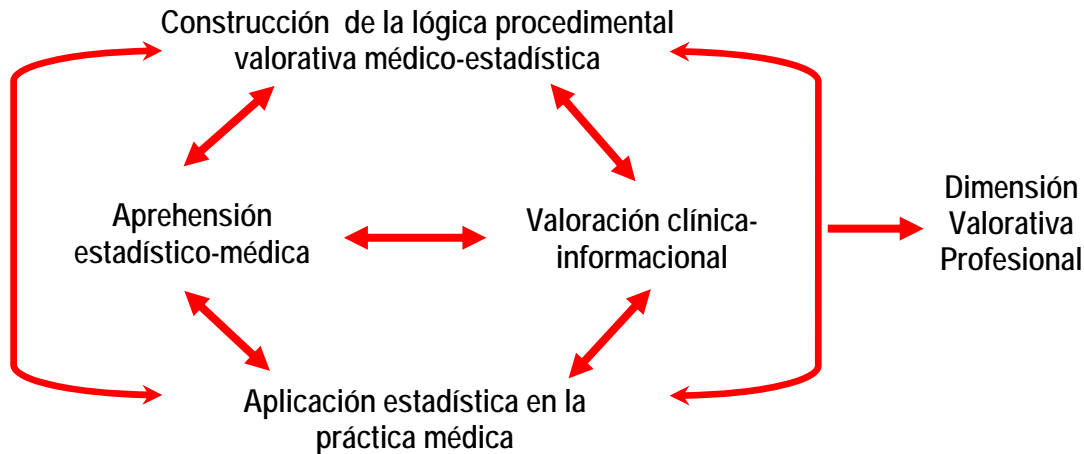 Construcción de la lógica procedimental
valorativa médico-estadística
Aprehensión
estadístico-médica
Valoración clínica-
informacional
Dimensión
Valorativa
Profesional
Aplicación estadística en la
práctica médica